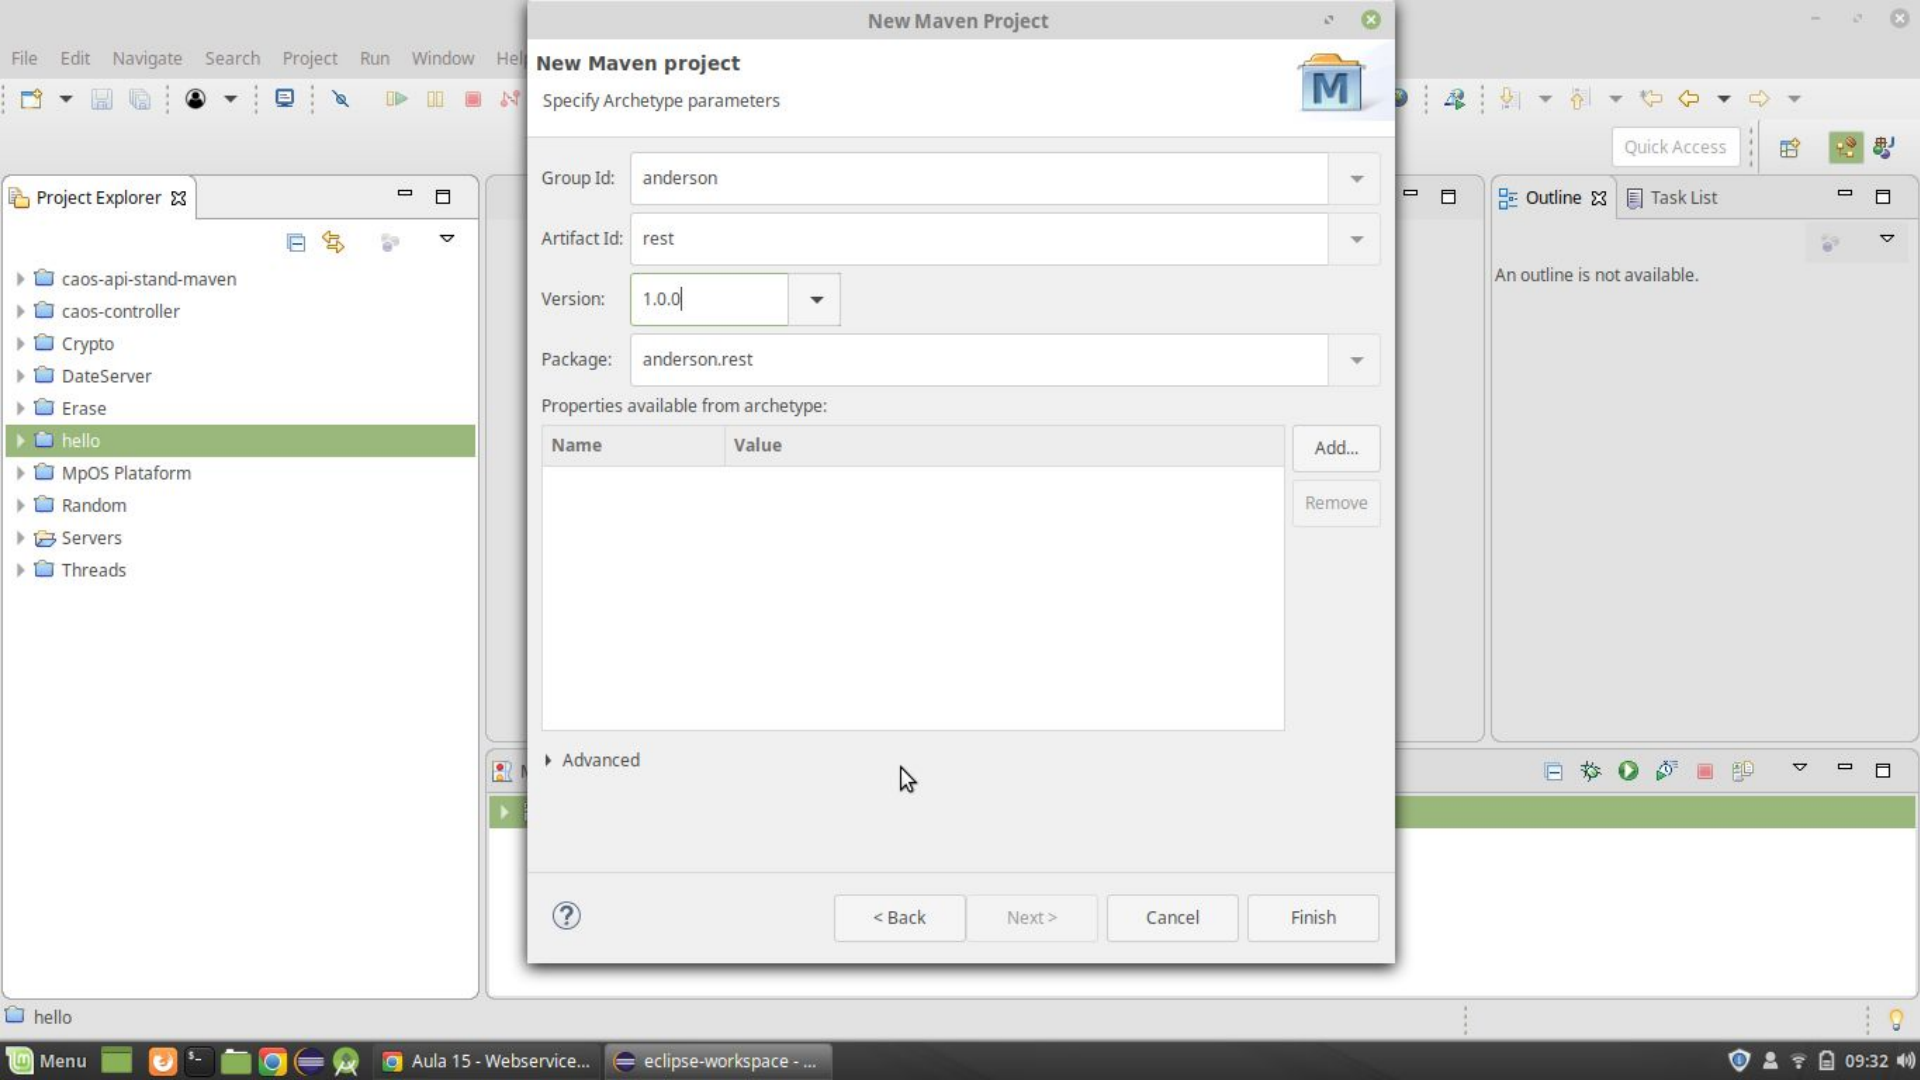 New Maven Project
File Edit Navigate Search Project Run Window Hel
New Maven project
Specify Archetype parameters
M
Quick Access
Group Id: anderson
Project Explorer
Outline
Task List
Artifact Id: rest
caos-api-stand-maven
An outline is not available.
Version: 1.0.0
caos-controller
Crypto
Package: anderson.rest
DateServer
Properties available from archetype:
Erase
hello
Name Value
Add...
MpOS Plataform
Random
Remove
Servers
Threads
Advanced
< Back Next > Cancel Finish
hello
Menu
Aula 15 - Webservice...
eclipse-workspace - ...
09:32